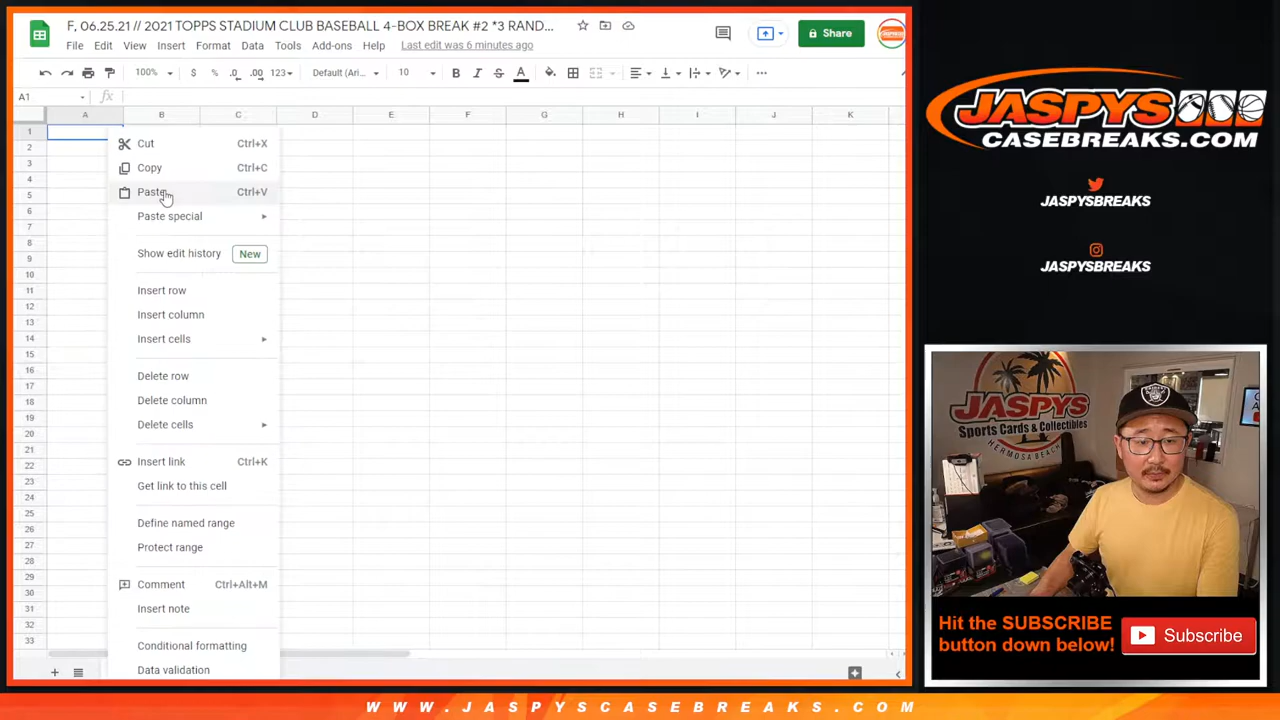 F, 06.25.21 // 2021 TOPPS STADIUM CLUB BASEBALL 4-BOX BREAK #2 *3 RAND...
File Edit View Insert Format Data Tools Add-ons Help Last edit was 6 minutes ago
Share
100% $ % .0 .00 123 Default (Ari... 10 B I S A
A1 fx
A B C D E F G H I J K
1
2
3
4
5
6
7
8
9
10
11
12
13
14
15
16
17
18
19
20
21
22
23
24
25
26
27
28
29
30
31
32
33
Cut Ctrl+X
Copy Ctrl+C
Paste Ctrl+V
Paste special
Show edit history New
Insert row
Insert column
Insert cells
Delete row
Delete column
Delete cells
Insert link Ctrl+K
Get link to this cell
Define named range
Protect range
Comment Ctrl+Alt+M
Insert note
Conditional formatting
Data validation
JASPYS
CASEBREAKS.COM
JASPYSBREAKS
JASPYSBREAKS
JASPYS
Sports Cards & Collectibles
HERMOSA BEACH
Hit the SUBSCRIBE
button down below!
Subscribe
WWW.JASPYSCASEBREAKS.COM